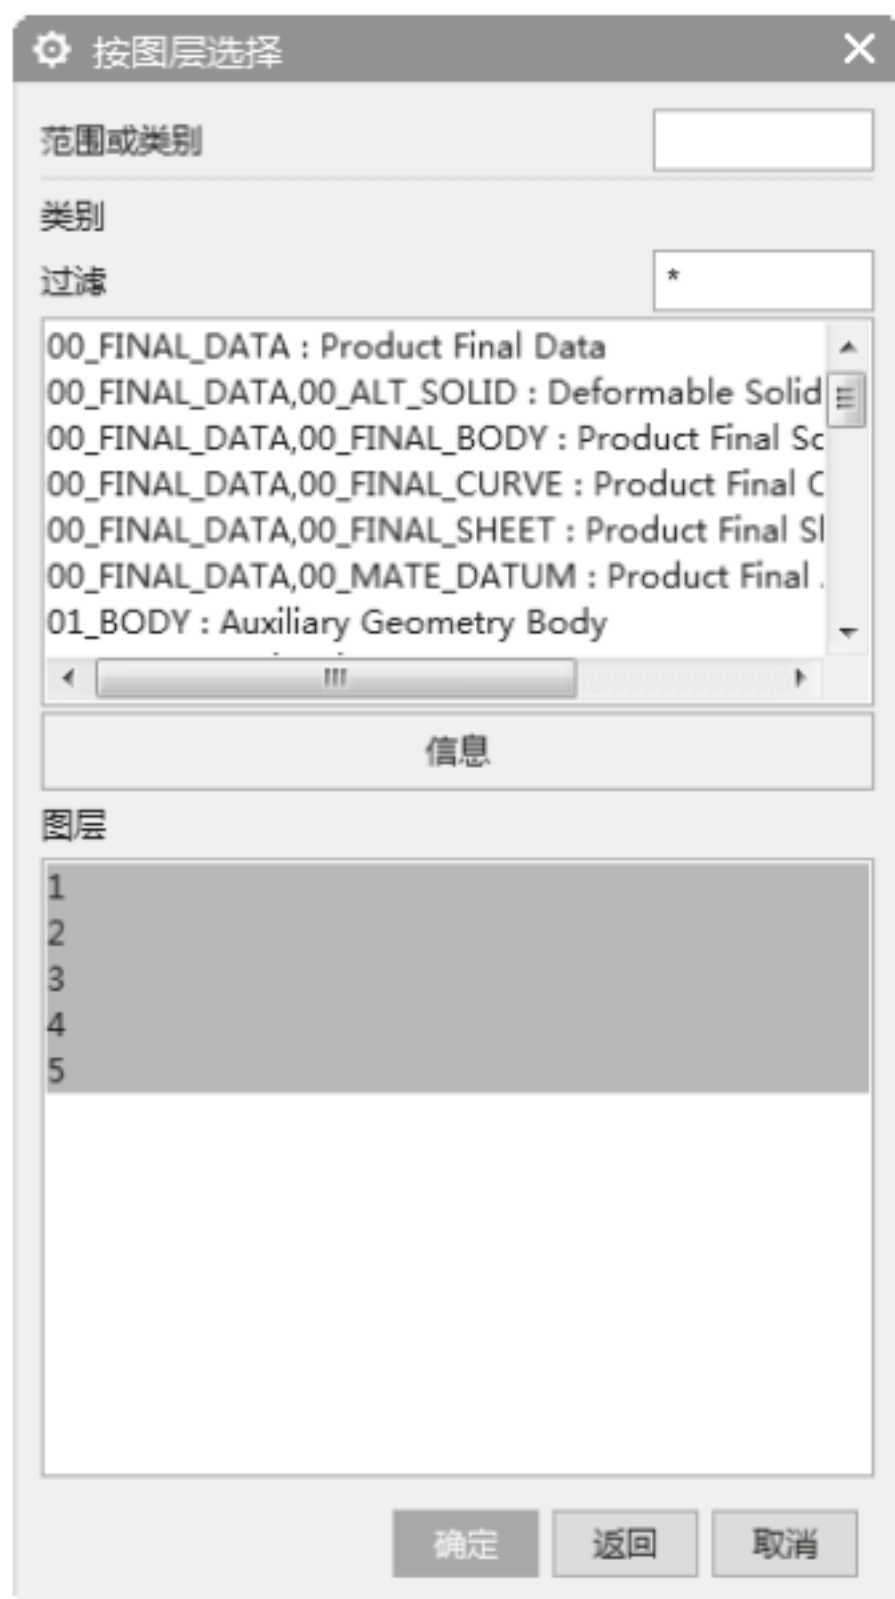 按图层选择
范围或类别
类别
过滤 *
00_FINAL_DATA : Product Final Data
00_FINAL_DATA,00_ALT_SOLID : Deformable Solid
00_FINAL_DATA,00_FINAL_BODY : Product Final Sc
00_FINAL_DATA,00_FINAL_CURVE : Product Final C
00_FINAL_DATA,00_FINAL_SHEET : Product Final Sl
00_FINAL_DATA,00_MATE_DATUM : Product Final .
01_BODY : Auxiliary Geometry Body
信息
图层
1
2
3
4
5
确定 返回 取消